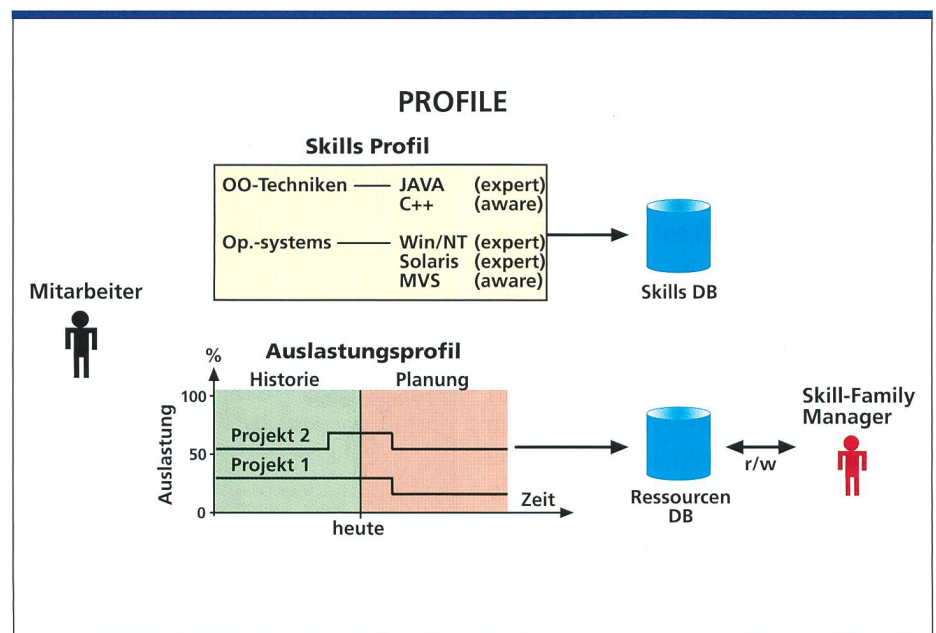 PROFILE
Skills Profil
OO-Techniken JAVA (expert)
C++ (aware)
Op.-systems Win/NT (expert)
Solaris (expert)
MVS (aware)
Skills DB
Mitarbeiter
Auslastungsprofil
%
Historie Planung
100
Projekt 2
50
Projekt 1
0
Auslastung
Zeit
heute
Ressourcen
DB
r/w
Skill-Family
Manager